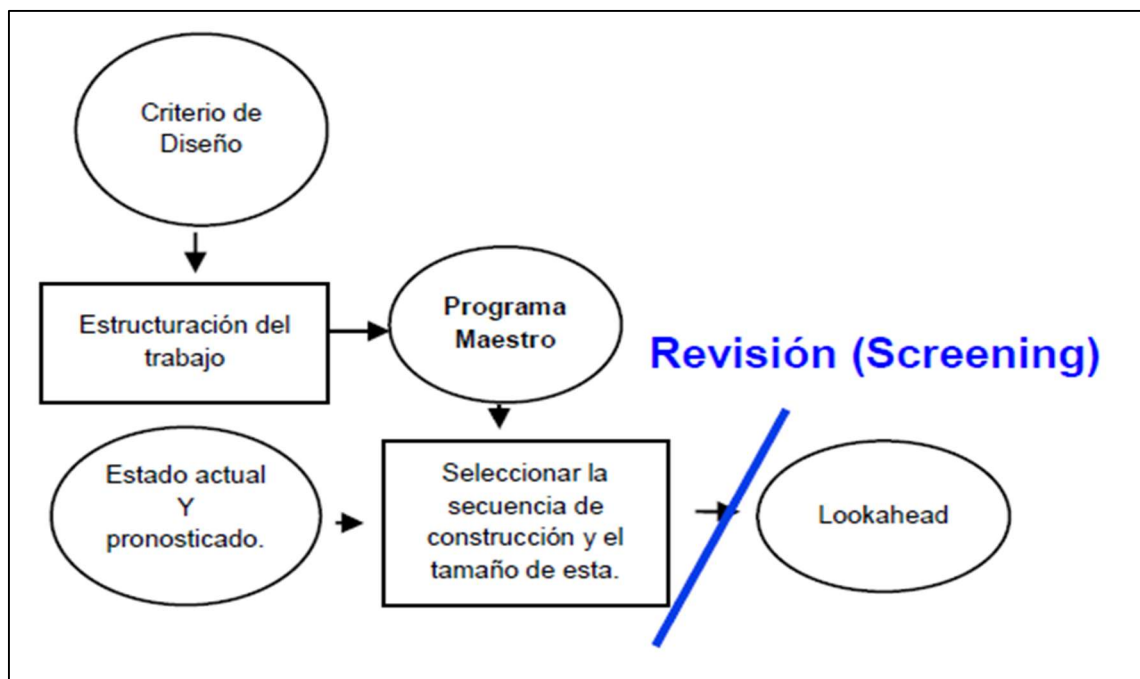 Criterio de
Diseño
Estructuración del
trabajo
Programa
Maestro
Revisión (Screening)
Estado actual
Y
pronosticado.
Seleccionar la
secuencia de
construcción y el
tamaño de esta.
Lookahead